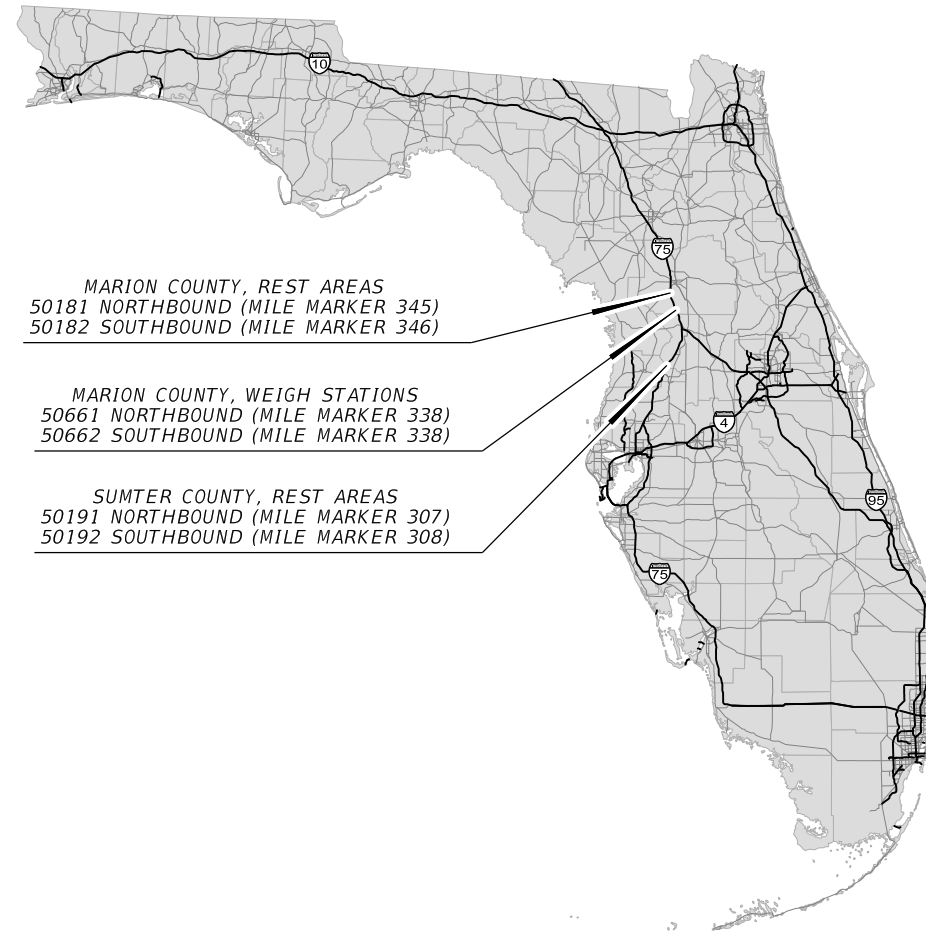 10
75
MARION COUNTY, REST AREAS
50181 NORTHBOUND (MILE MARKER 345)
50182 SOUTHBOUND (MILE MARKER 346)
MARION COUNTY, WEIGH STATIONS
50661 NORTHBOUND (MILE MARKER 338)
50662 SOUTHBOUND (MILE MARKER 338)
4
SUMTER COUNTY, REST AREAS
50191 NORTHBOUND (MILE MARKER 307)
50192 SOUTHBOUND (MILE MARKER 308)
95
75